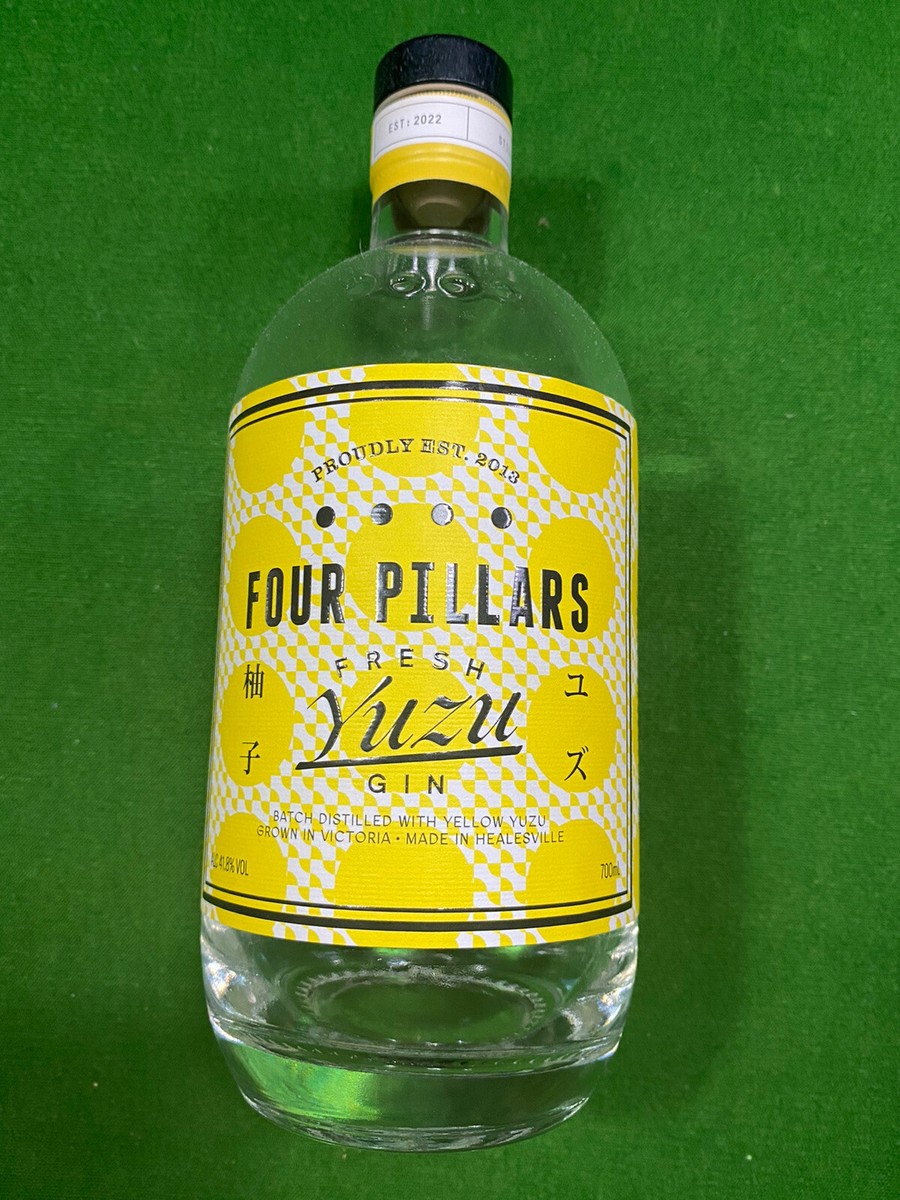 EST: 2022
PROUDLY EST. 2013
FOUR PILLARS
FRESH
Yuzu
GIN
柚子
ユズ
BATCH DISTILLED WITH YELLOW YUZU
GROWN IN VICTORIA • MADE IN HEALESVILLE
ALC 41.8% VOL
700mL